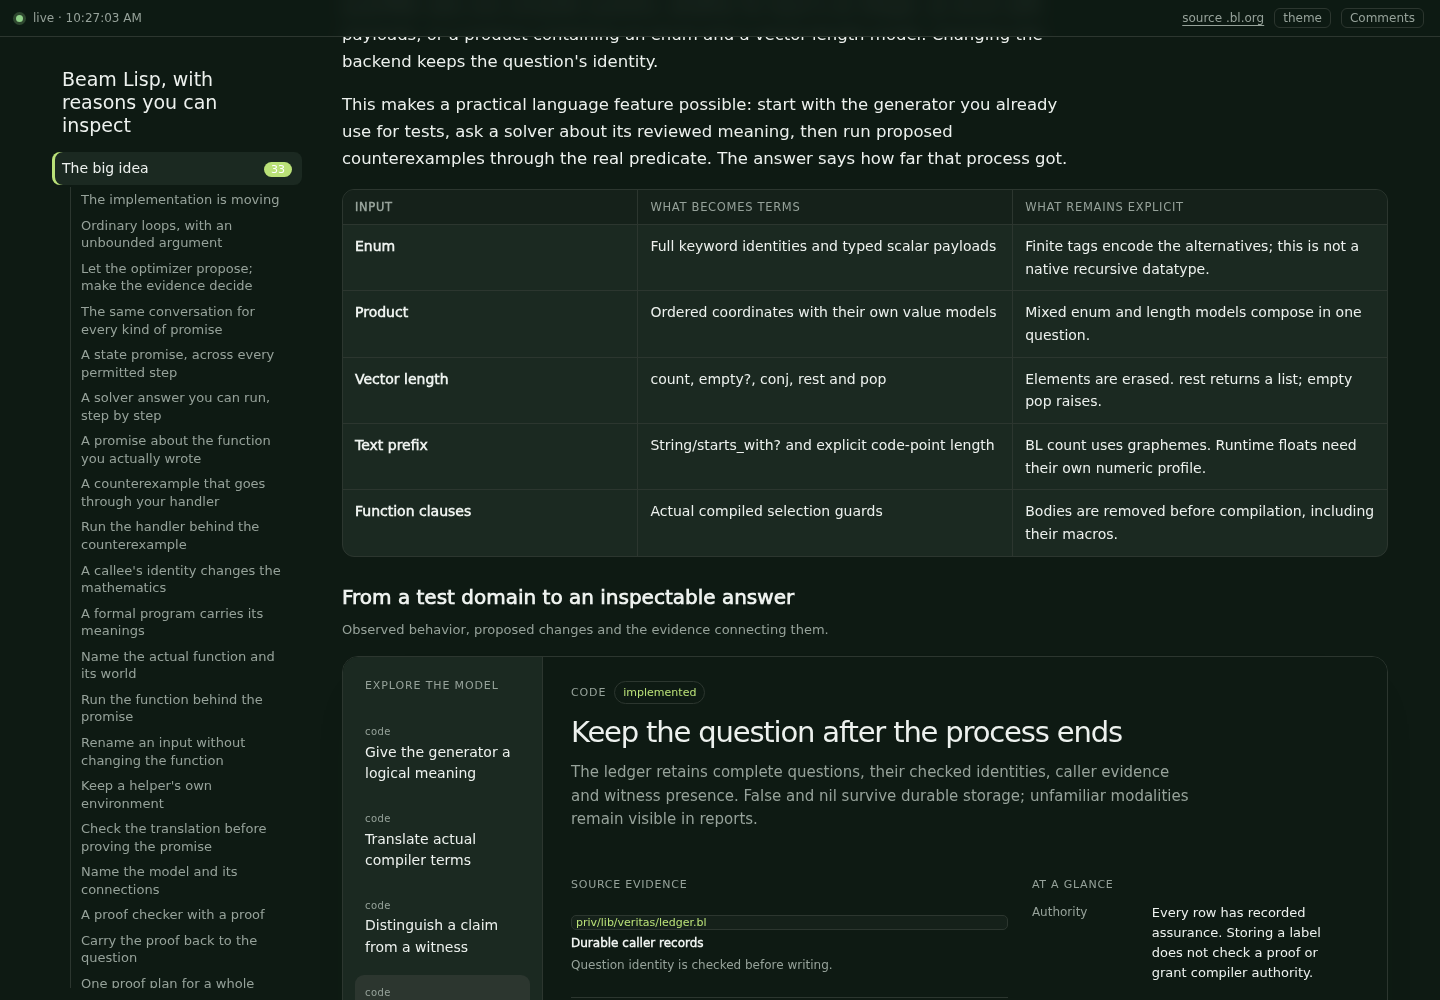 live · 10:27:03 AM
source .bl.org
theme
Comments
Beam Lisp, with
reasons you can
inspect
The big idea
33
The implementation is moving
Ordinary loops, with an
unbounded argument
Let the optimizer propose;
make the evidence decide
The same conversation for
every kind of promise
A state promise, across every
permitted step
A solver answer you can run,
step by step
A promise about the function
you actually wrote
A counterexample that goes
through your handler
Run the handler behind the
counterexample
A callee's identity changes the
mathematics
A formal program carries its
meanings
Name the actual function and
its world
Run the function behind the
promise
Rename an input without
changing the function
Keep a helper's own
environment
Check the translation before
proving the promise
Name the model and its
connections
A proof checker with a proof
Carry the proof back to the
question
One proof plan for a whole
payloads, or a product containing an enum and a vector-length model. Changing the
backend keeps the question's identity.
This makes a practical language feature possible: start with the generator you already
use for tests, ask a solver about its reviewed meaning, then run proposed
counterexamples through the real predicate. The answer says how far that process got.
INPUT
WHAT BECOMES TERMS
WHAT REMAINS EXPLICIT
Enum
Full keyword identities and typed scalar payloads
Finite tags encode the alternatives; this is not a
native recursive datatype.
Product
Ordered coordinates with their own value models
Mixed enum and length models compose in one
question.
Vector length
count, empty?, conj, rest and pop
Elements are erased. rest returns a list; empty
pop raises.
Text prefix
String/starts_with? and explicit code-point length
BL count uses graphemes. Runtime floats need
their own numeric profile.
Function clauses
Actual compiled selection guards
Bodies are removed before compilation, including
their macros.
From a test domain to an inspectable answer
Observed behavior, proposed changes and the evidence connecting them.
EXPLORE THE MODEL
code
Give the generator a
logical meaning
code
Translate actual
compiler terms
code
Distinguish a claim
from a witness
code
CODE
implemented
Keep the question after the process ends
The ledger retains complete questions, their checked identities, caller evidence
and witness presence. False and nil survive durable storage; unfamiliar modalities
remain visible in reports.
SOURCE EVIDENCE
priv/lib/veritas/ledger.bl
Durable caller records
Question identity is checked before writing.
AT A GLANCE
Authority
Every row has recorded
assurance. Storing a label
does not check a proof or
grant compiler authority.